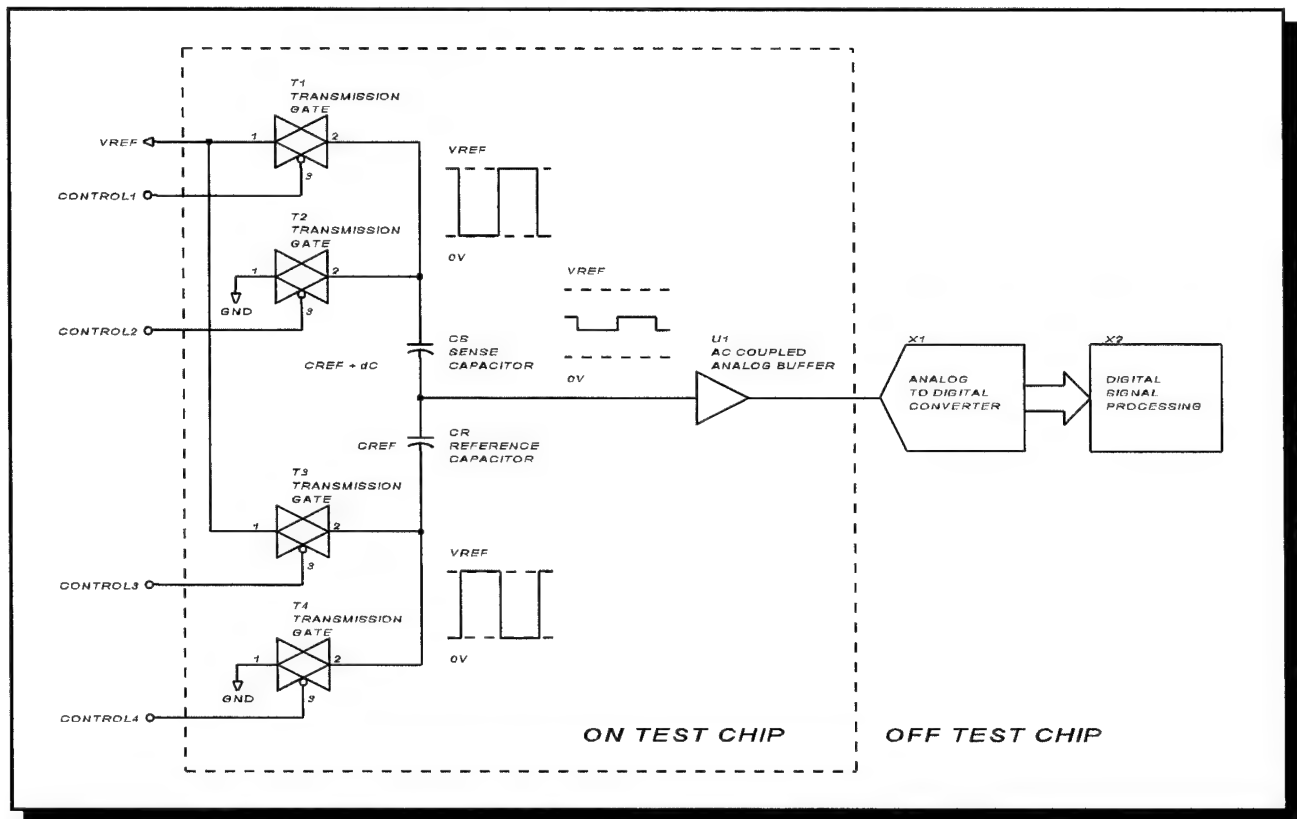 T1
TRANSMISSION
GATE
1
2
3
VREF
CONTROL1
VREF
0V
T2
TRANSMISSION
GATE
1
2
3
GND
CONTROL2
VREF
0V
CS
SENSE
CAPACITOR
CREF + dC
U1
AC COUPLED
ANALOG BUFFER
X1
ANALOG
TO DIGITAL
CONVERTER
X2
DIGITAL
SIGNAL
PROCESSING
CREF
CR
REFERENCE
CAPACITOR
T3
TRANSMISSION
GATE
1
2
3
CONTROL3
VREF
0V
T4
TRANSMISSION
GATE
1
2
3
GND
CONTROL4
ON TEST CHIP
OFF TEST CHIP